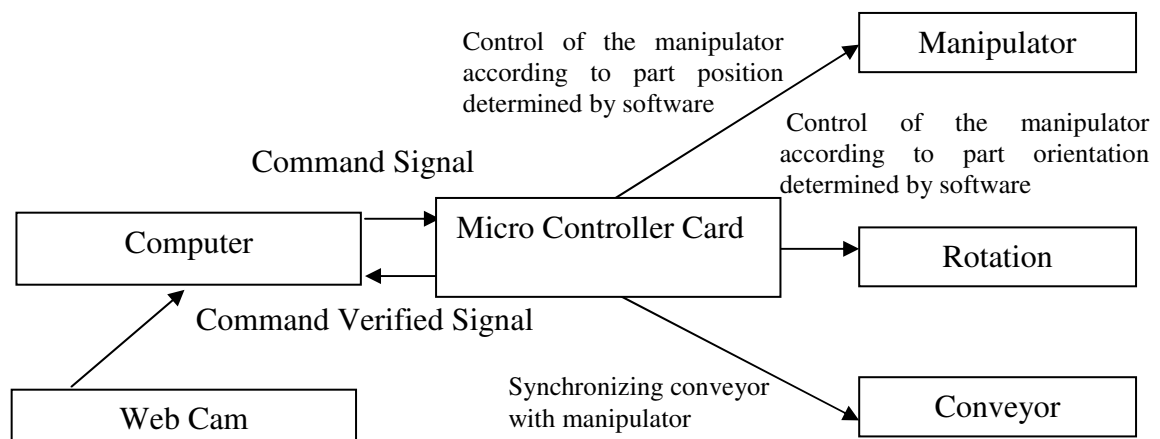 Control of the manipulator
according to part position
determined by software
Manipulator
Control of the manipulator
according to part orientation
determined by software
Command Signal
Computer
Micro Controller Card
Rotation
Command Verified Signal
Synchronizing conveyor
with manipulator
Web Cam
Conveyor